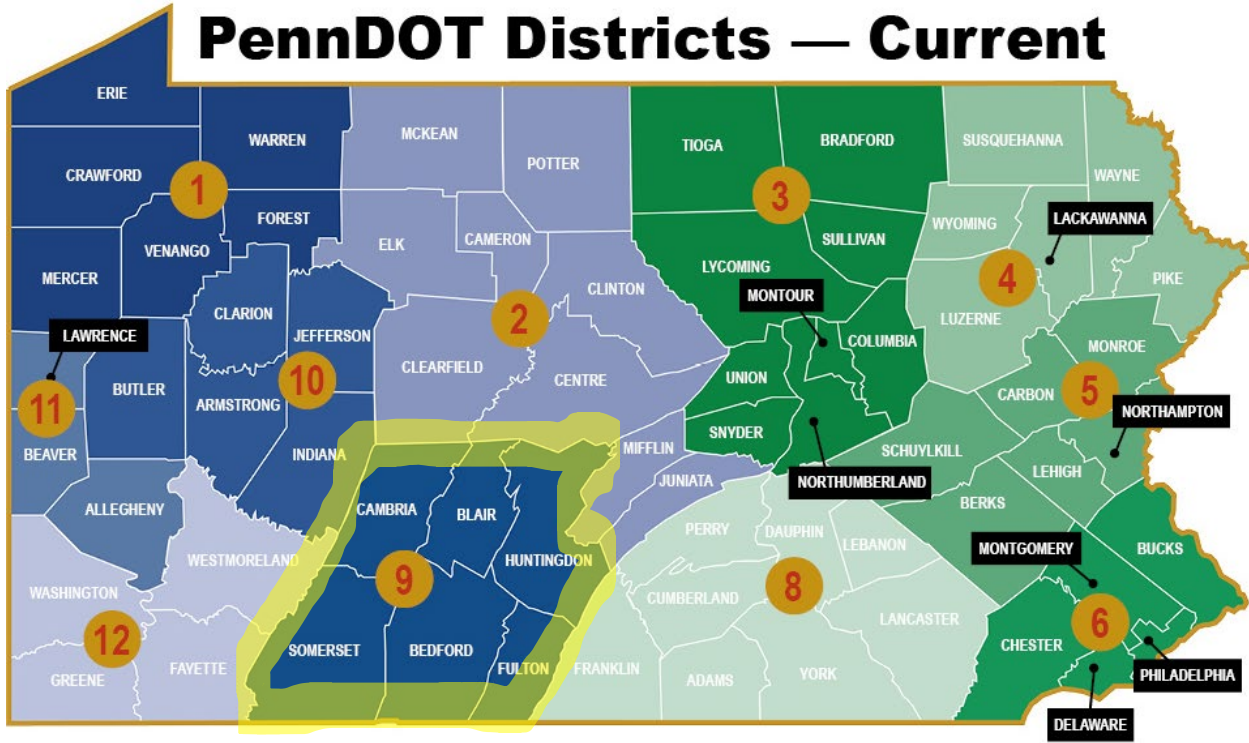 PennDOT Districts — Current
ERIE
WARREN
MCKEAN
POTTER
TIOGA
BRADFORD
SUSQUEHANNA
WAYNE
CRAWFORD
1
FOREST
VENANGO
MERCER
ELK
CAMERON
3
SULLIVAN
LYCOMING
WYOMING
LACKAWANNA
4
PIKE
LAWRENCE
CLARION
JEFFERSON
2
CLINTON
MONTOUR
COLUMBIA
LUZERNE
MONROE
11
BUTLER
10
ARMSTRONG
CLEARFIELD
CENTRE
UNION
CARBON
5
NORTHAMPTON
BEAVER
INDIANA
MIFFLIN
SNYDER
NORTHUMBERLAND
SCHUYLKILL
LEHIGH
ALLEGHENY
CAMBRIA
BLAIR
JUNIATA
BERKS
WESTMORELAND
HUNTINGDON
PERRY
DAUPHIN
LEBANON
MONTGOMERY
BUCKS
WASHINGTON
9
CUMBERLAND
8
LANCASTER
12
6
GREENE
FAYETTE
SOMERSET
BEDFORD
FULTON
FRANKLIN
ADAMS
YORK
CHESTER
PHILADELPHIA
DELAWARE